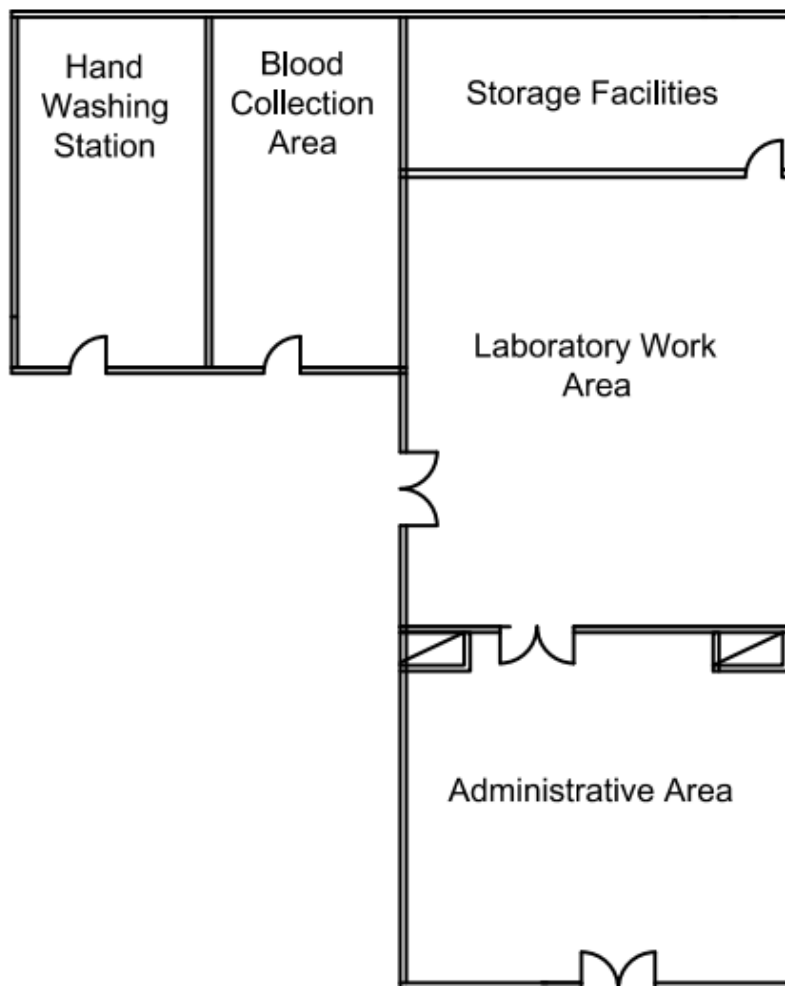 Hand
Washing
Station
Blood
Collection
Area
Storage Facilities
Laboratory Work
Area
Administrative Area